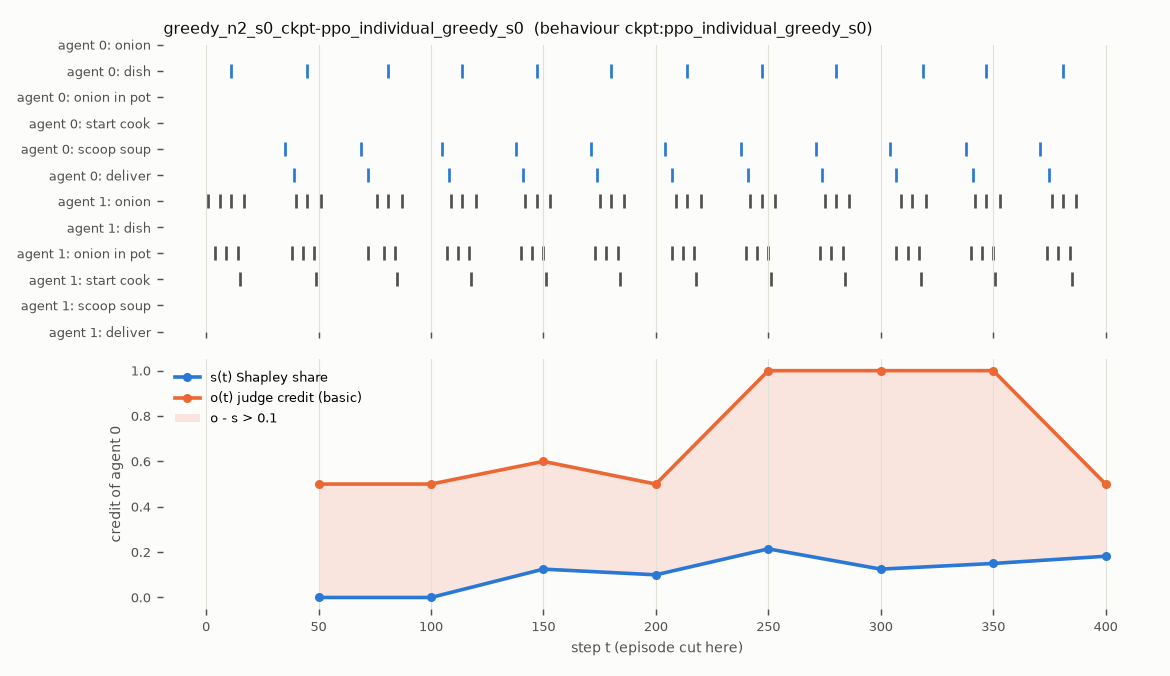 greedy_n2_s0_ckpt-ppo_individual_greedy_s0  (behaviour ckpt:ppo_individual_greedy_s0)
agent 0: onion
agent 0: dish
agent 0: onion in pot
agent 0: start cook
agent 0: scoop soup
agent 0: deliver
agent 1: onion
agent 1: dish
agent 1: onion in pot
agent 1: start cook
agent 1: scoop soup
agent 1: deliver
s(t) Shapley share
o(t) judge credit (basic)
o - s > 0.1
credit of agent 0
1.0
0.8
0.6
0.4
0.2
0.0
0 50 100 150 200 250 300 350 400
step t (episode cut here)